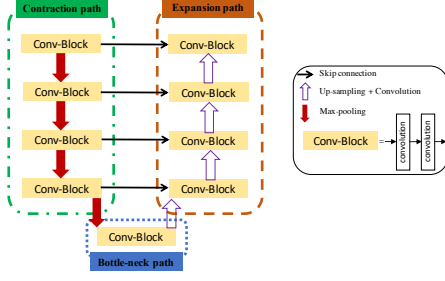 Contraction path
Expansion path
Conv-Block
Conv-Block
Conv-Block
Conv-Block
Conv-Block
Conv-Block
Conv-Block
Conv-Block
Conv-Block
Bottle-neck path
Skip connection
Up-sampling + Convolution
Max-pooling
Conv-Block
=
convolution
convolution